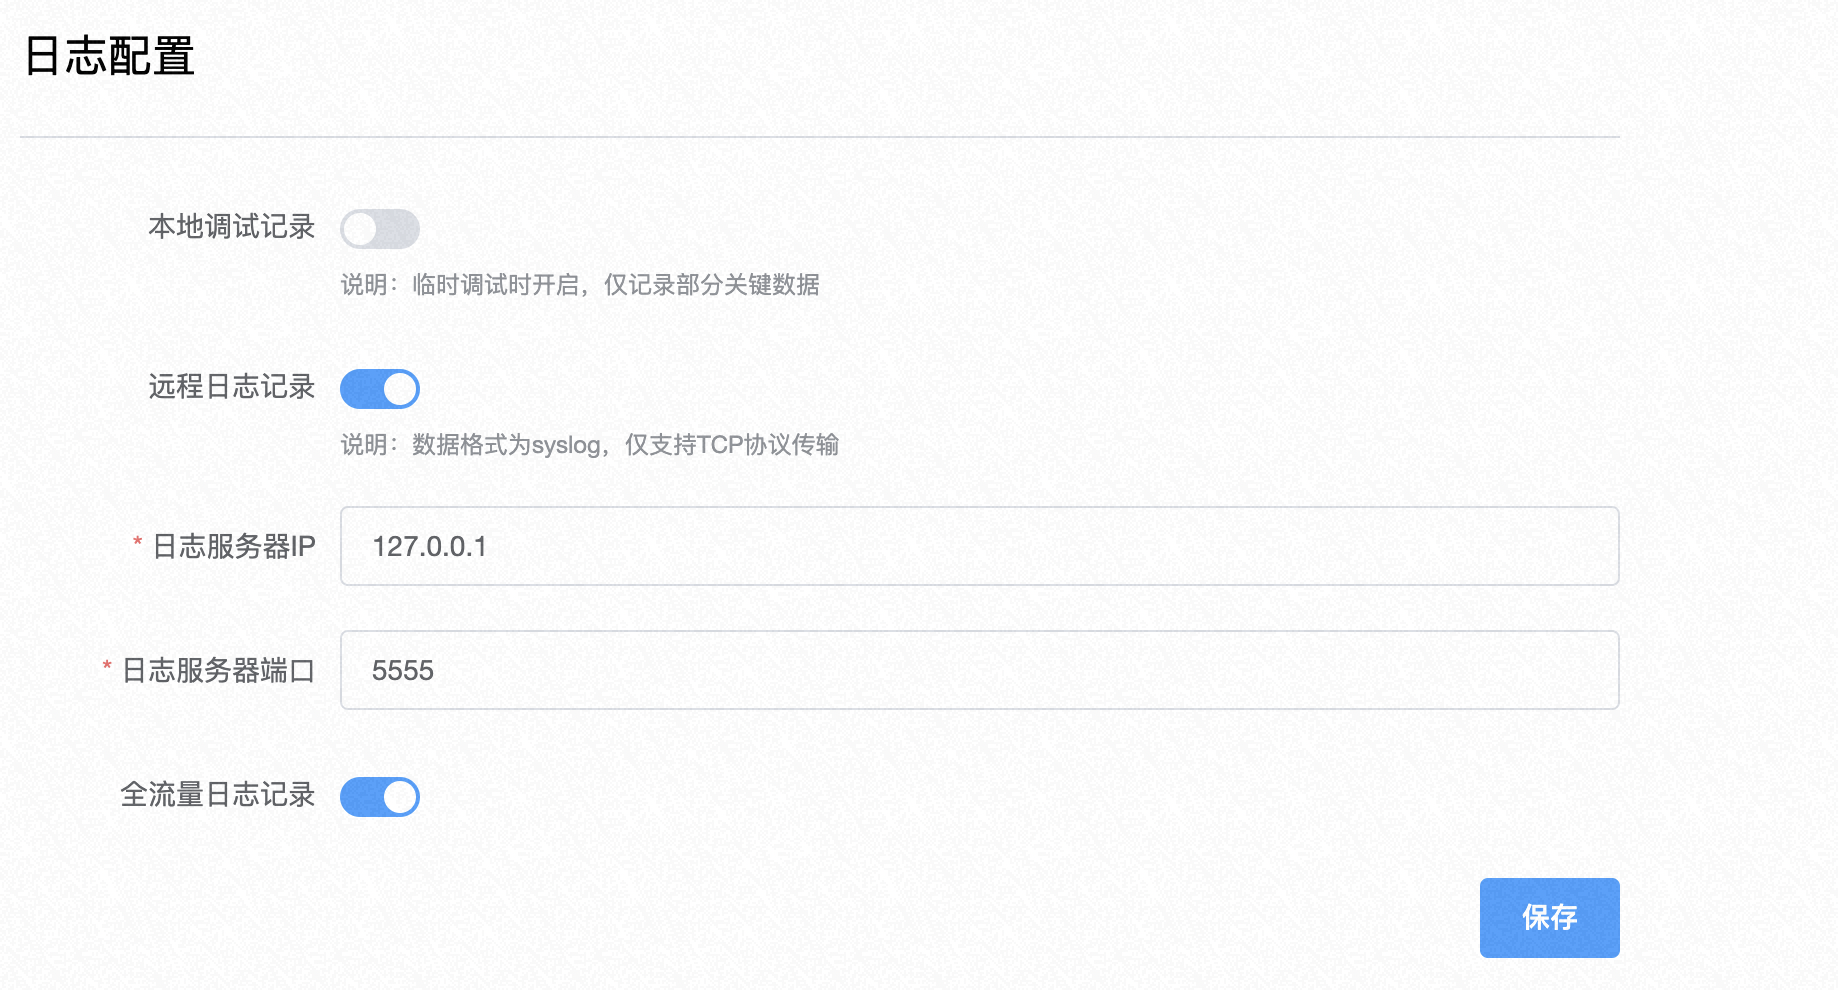 日志配置
本地调试记录
说明：临时调试时开启，仅记录部分关键数据
远程日志记录
说明：数据格式为syslog，仅支持TCP协议传输
* 日志服务器IP 127.0.0.1
* 日志服务器端口 5555
全流量日志记录
保存